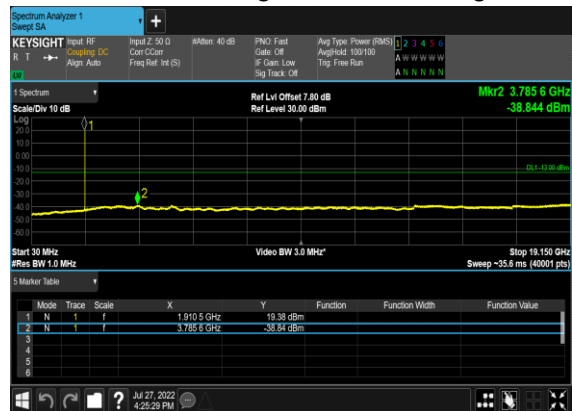 Spectrum Analyzer 1
Swept SA
+
KEYSIGHT Input: RF Input Z: 50 Ω #Atten: 40 dB PNO: Fast Avg Type: Power (RMS) 1 2 3 4 5 6
R T Coupling: DC Corr CCorr Gate: Off Avg|Hold: 100/100 A W W W W W
Align: Auto Freq Ref: Int (S) IF Gain: Low Trig: Free Run A N N N N N
LW Sig Track: Off
1 Spectrum Ref Lvl Offset 7.80 dB Mkr2 3.785 6 GHz
Scale/Div 10 dB Ref Level 30.00 dBm -38.844 dBm
Log
20.0
10.0
0.00
-10.0
-20.0
-30.0
-40.0
-50.0
-60.0
1
2
DL1 -13.00 dBm
Start 30 MHz Video BW 3.0 MHz* Stop 19.150 GHz
#Res BW 1.0 MHz Sweep ~35.6 ms (40001 pts)
5 Marker Table
Mode Trace Scale X Y Function Function Width Function Value
1 N 1 f 1.910 5 GHz 19.38 dBm
2 N 1 f 3.785 6 GHz -38.84 dBm
3
4
5
6
? Jul 27, 2022
4:25:29 PM